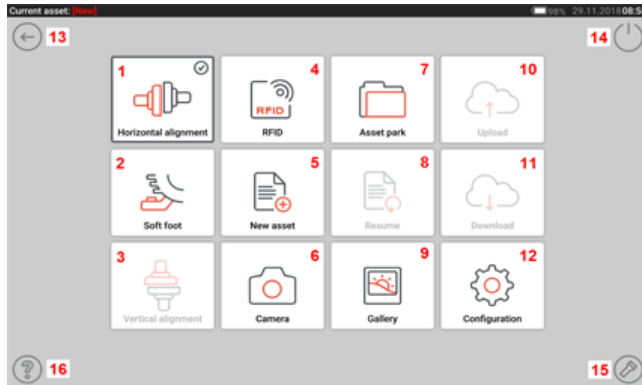 Current asset: [New] 98% 29.11.2018 08:5
13 14
1 4 7 10
RFID
Horizontal alignment RFID Asset park Upload
2 5 8 11
Soft foot New asset Resume Download
3 6 9 12
Vertical alignment Camera Gallery Configuration
? 16 15